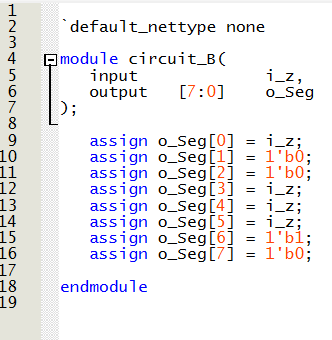 1
2 `default_nettype none
3
4 module circuit_B(
5 input i_z,
6 output [7:0] o_Seg
7 );
8
9 assign o_Seg[0] = i_z;
10 assign o_Seg[1] = 1'b0;
11 assign o_Seg[2] = 1'b0;
12 assign o_Seg[3] = i_z;
13 assign o_Seg[4] = i_z;
14 assign o_Seg[5] = i_z;
15 assign o_Seg[6] = 1'b1;
16 assign o_Seg[7] = 1'b0;
17
18 endmodule
19